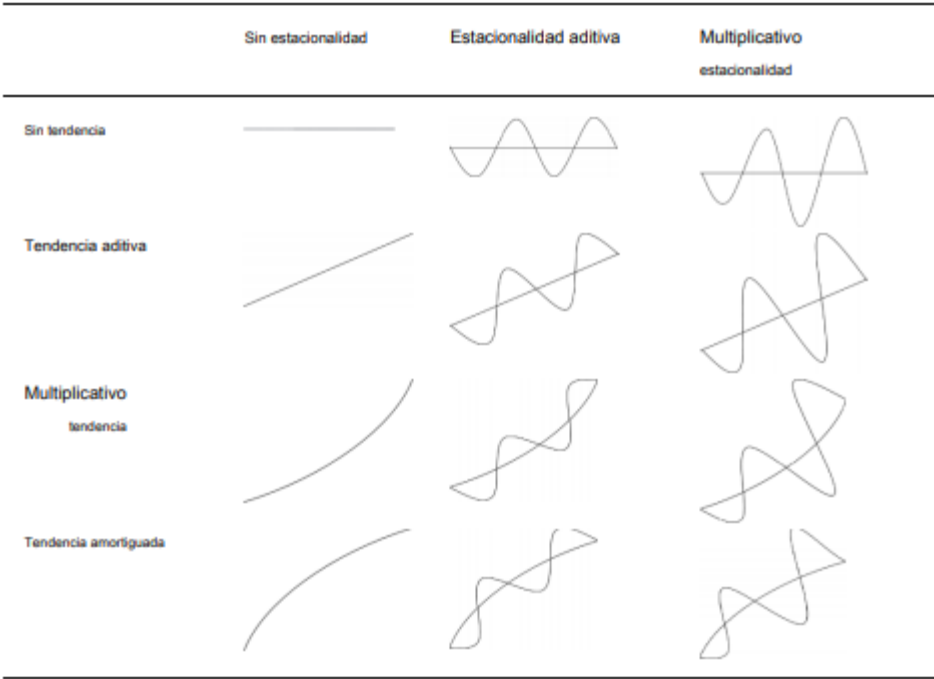 Sin estacionalidad
Estacionalidad aditiva
Multiplicativo
estacionalidad
Sin tendencia
Tendencia aditiva
Multiplicativo
tendencia
Tendencia amortiguada